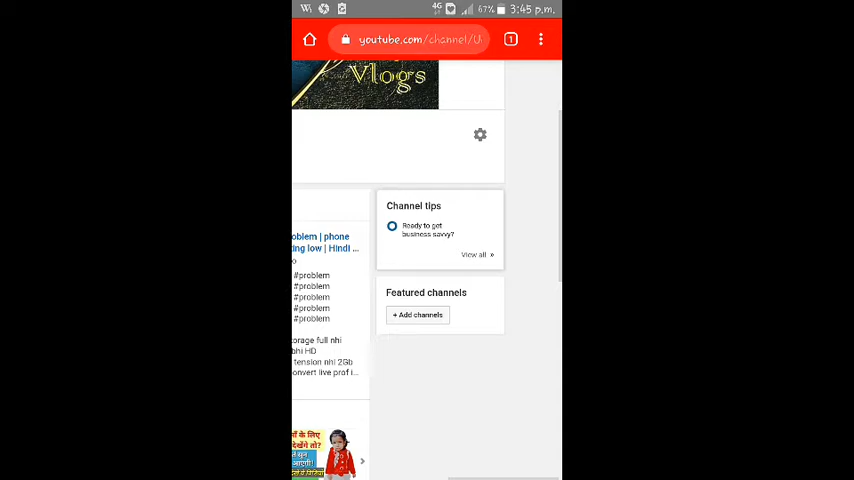 4G 67% 3:45 p.m.
youtube.com/channel/U
1
Vlogs
Channel tips
Ready to get
business savvy?
View all »
Featured channels
+ Add channels
oblem | phone
ing low | Hindi ...
o
#problem
#problem
#problem
#problem
#problem
orage full nhi
bhi HD
tension nhi 2Gb
onvert live prof i...
माँ के लिए
देखेंगे तो?